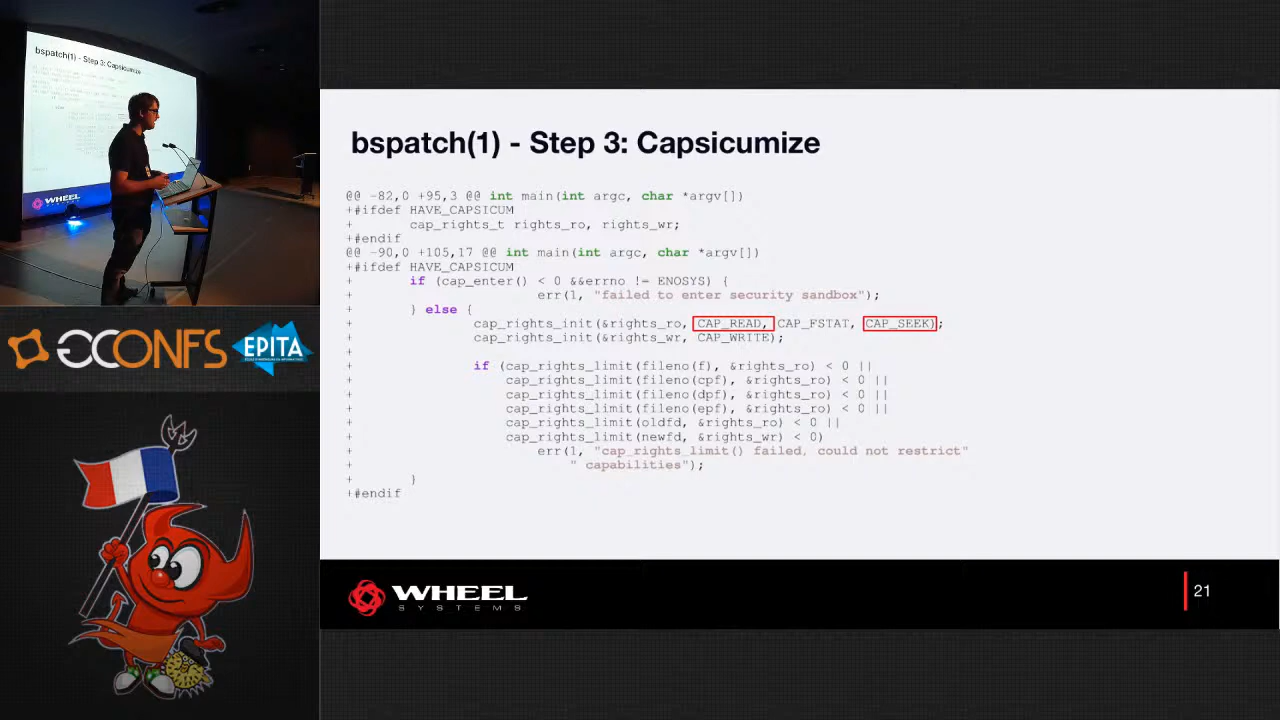 bspatch(1) - Step 3: Capsicumize
WHEEL
GCONFS
EPITA
bspatch(1) - Step 3: Capsicumize
@@ -82,0 +95,3 @@ int main(int argc, char *argv[])
+#ifdef HAVE_CAPSICUM
+       cap_rights_t rights_ro, rights_wr;
+#endif
@@ -90,0 +105,17 @@ int main(int argc, char *argv[])
+#ifdef HAVE_CAPSICUM
+       if (cap_enter() < 0 &&errno != ENOSYS) {
+                       err(1, "failed to enter security sandbox");
+       } else {
+               cap_rights_init(&rights_ro, CAP_READ, CAP_FSTAT, CAP_SEEK);
+               cap_rights_init(&rights_wr, CAP_WRITE);
+
+               if (cap_rights_limit(fileno(f), &rights_ro) < 0 ||
+                   cap_rights_limit(fileno(cpf), &rights_ro) < 0 ||
+                   cap_rights_limit(fileno(dpf), &rights_ro) < 0 ||
+                   cap_rights_limit(fileno(epf), &rights_ro) < 0 ||
+                   cap_rights_limit(oldfd, &rights_ro) < 0 ||
+                   cap_rights_limit(newfd, &rights_wr) < 0)
+                       err(1, "cap_rights_limit() failed, could not restrict"
+                           " capabilities");
+       }
+#endif
WHEEL
SYSTEMS
21